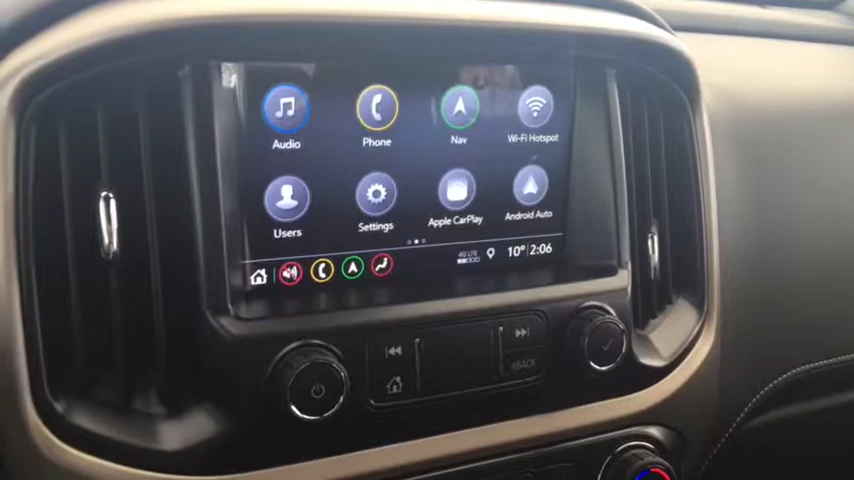 Audio Phone Nav Wi-Fi Hotspot
Users Settings Apple CarPlay Android Auto
4G LTE 10° 2:06
BACK